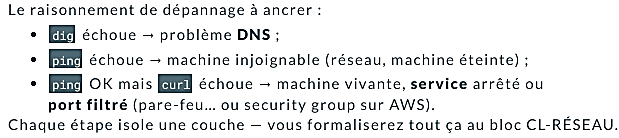 Le raisonnement de dépannage à ancrer :
• dig échoue → problème DNS ;
• ping échoue → machine injoignable (réseau, machine éteinte) ;
• ping OK mais curl échoue → machine vivante, service arrêté ou
port filtré (pare-feu… ou security group sur AWS).
Chaque étape isole une couche — vous formaliserez tout ça au bloc CL-RÉSEAU.